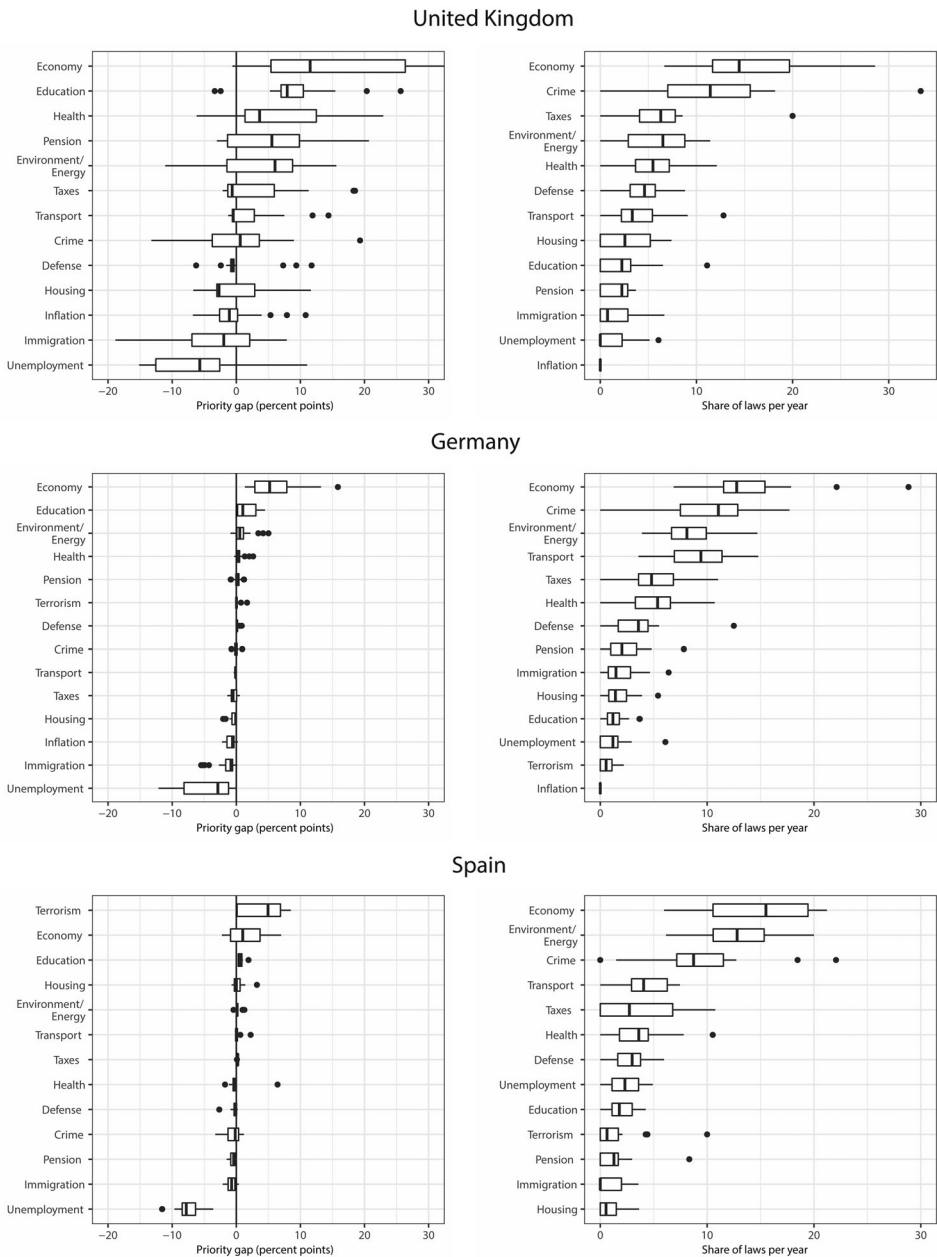 United Kingdom
Economy
Education
Health
Pension
Environment/
Energy
Taxes
Transport
Crime
Defense
Housing
Inflation
Immigration
Unemployment
−20 −10 0 10 20 30
Priority gap (percent points)
Economy
Crime
Taxes
Environment/
Energy
Health
Defense
Transport
Housing
Education
Pension
Immigration
Unemployment
Inflation
0 10 20 30
Share of laws per year
Germany
Economy
Education
Environment/
Energy
Health
Pension
Terrorism
Defense
Crime
Transport
Taxes
Housing
Inflation
Immigration
Unemployment
−20 −10 0 10 20 30
Priority gap (percent points)
Economy
Crime
Environment/
Energy
Transport
Taxes
Health
Defense
Pension
Immigration
Housing
Education
Unemployment
Terrorism
Inflation
0 10 20 30
Share of laws per year
Spain
Terrorism
Economy
Education
Housing
Environment/
Energy
Transport
Taxes
Health
Defense
Crime
Pension
Immigration
Unemployment
−20 −10 0 10 20 30
Priority gap (percent points)
Economy
Environment/
Energy
Crime
Transport
Taxes
Health
Defense
Unemployment
Education
Terrorism
Pension
Immigration
Housing
0 10 20 30
Share of laws per year